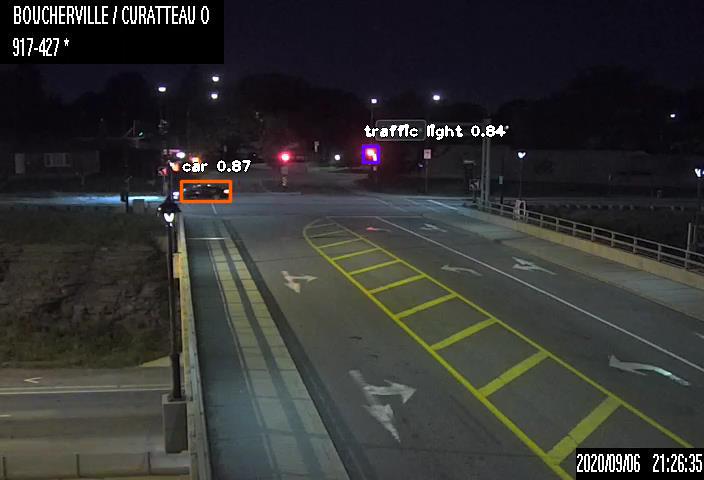 BOUCHERVILLE / CURATTEAU O
917-427 *
traffic light 0.84
car 0.87
2020/09/06 21:26:35